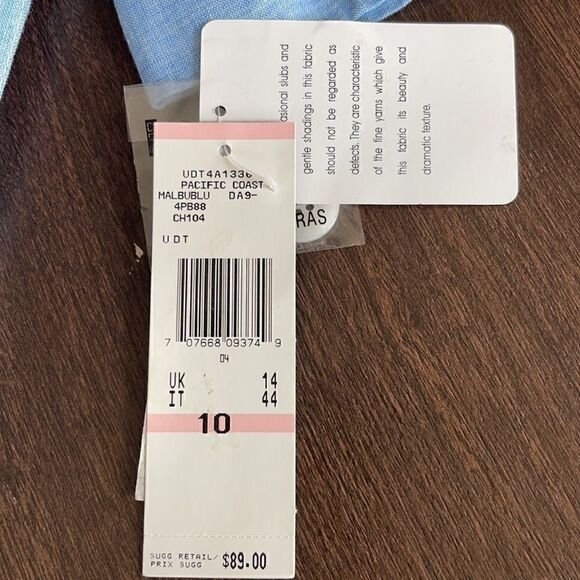 UDT4A1336
PACIFIC COAST
MALBUBLU DA9-
4PB88
CH104
UDT
7 07668 09374 9
04
UK 14
IT 44
10
SUGG RETAIL/
PRIX SUGG $89.00
asional slubs and
gentle shadings in this fabric
should not be regarded as
defects. They are characteristic
of the fine yarns which give
this fabric its beauty and
dramatic texture.
RAS